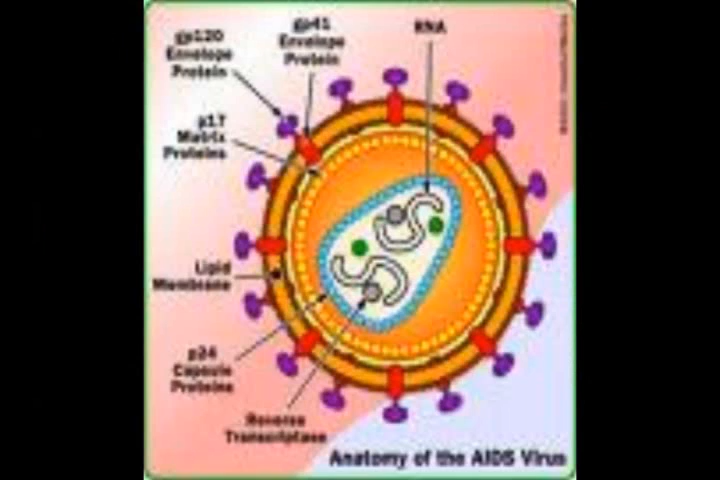 gp120
Envelope
Protein
gp41
Envelope
Protein
RNA
p17
Matrix
Proteins
Lipid
Membrane
p24
Capsule
Proteins
Reverse
Transcriptase
Anatomy of the AIDS Virus